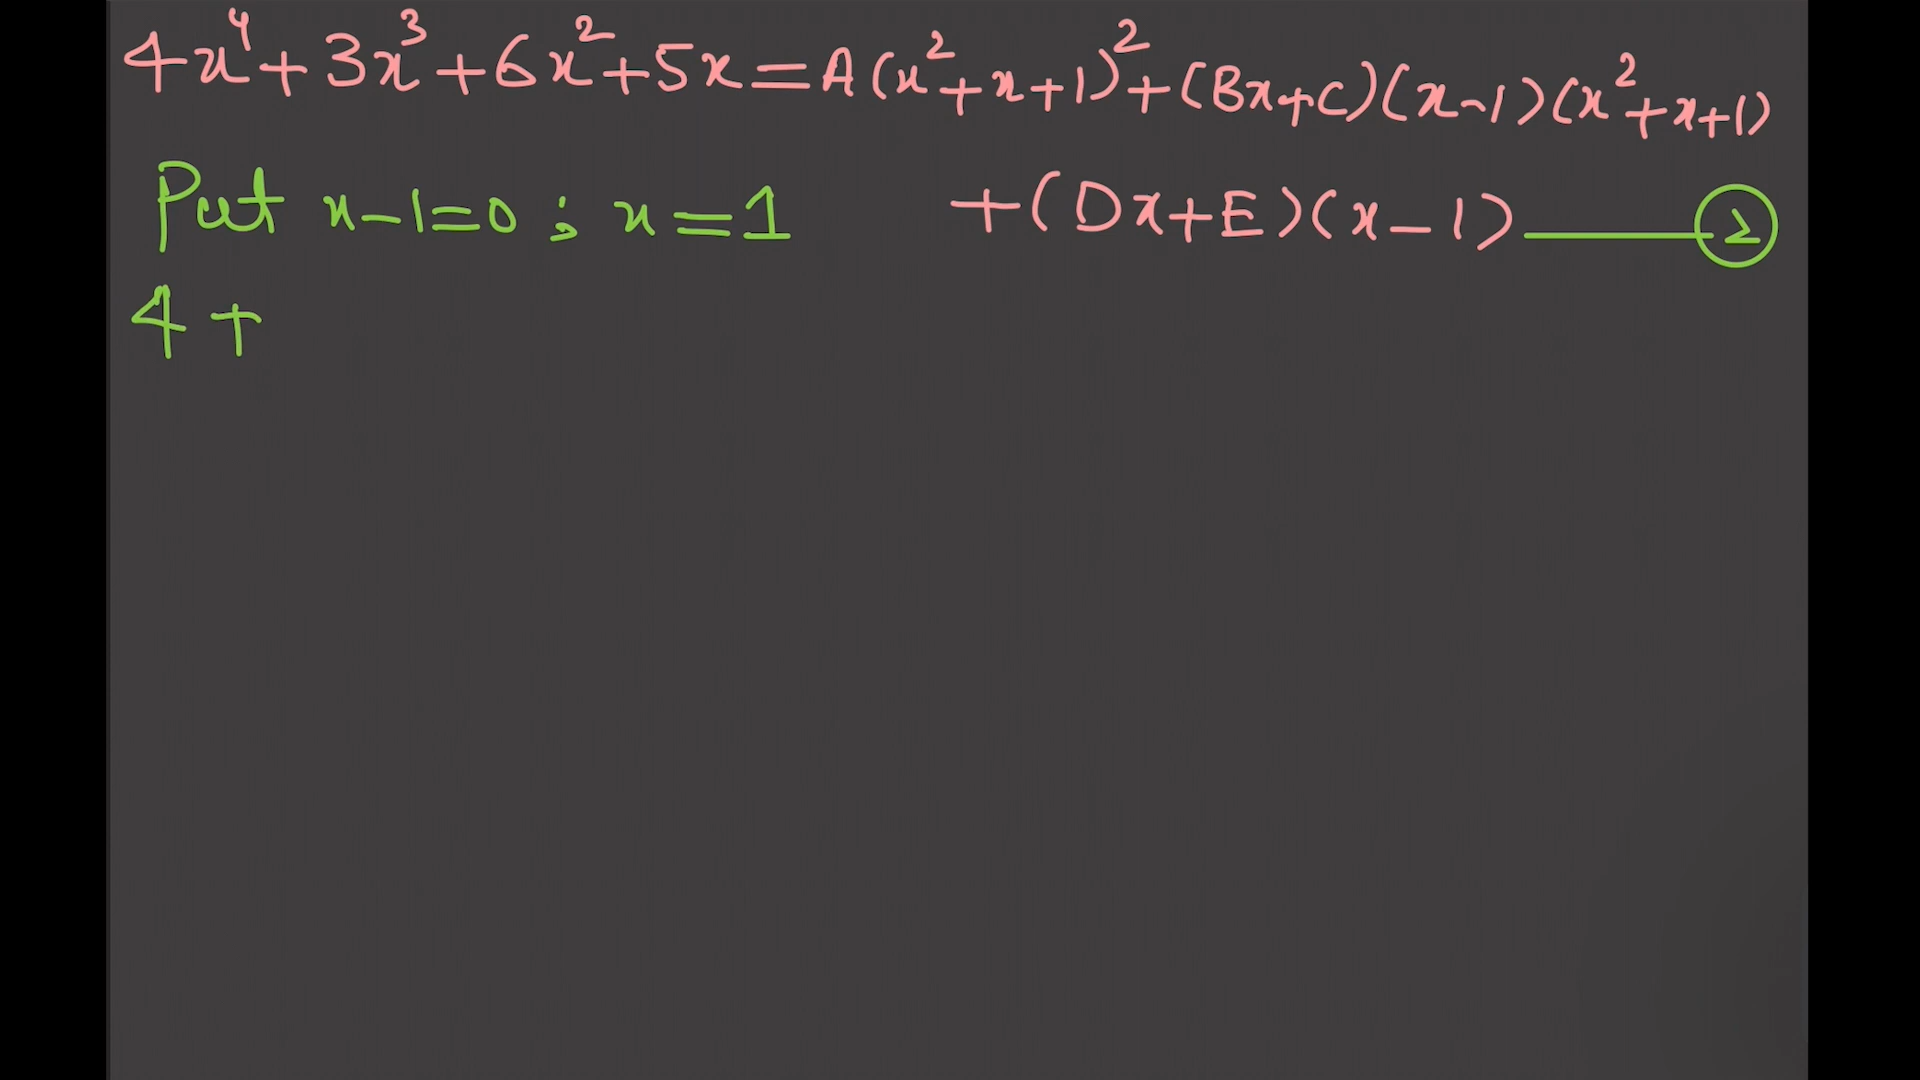 4x⁴+3x³+6x²+5x=A(x²+x+1)²+(Bx+C)(x-1)(x²+x+1)
+(Dx+E)(x-1)——②
Put x-1=0 ; x=1
4+